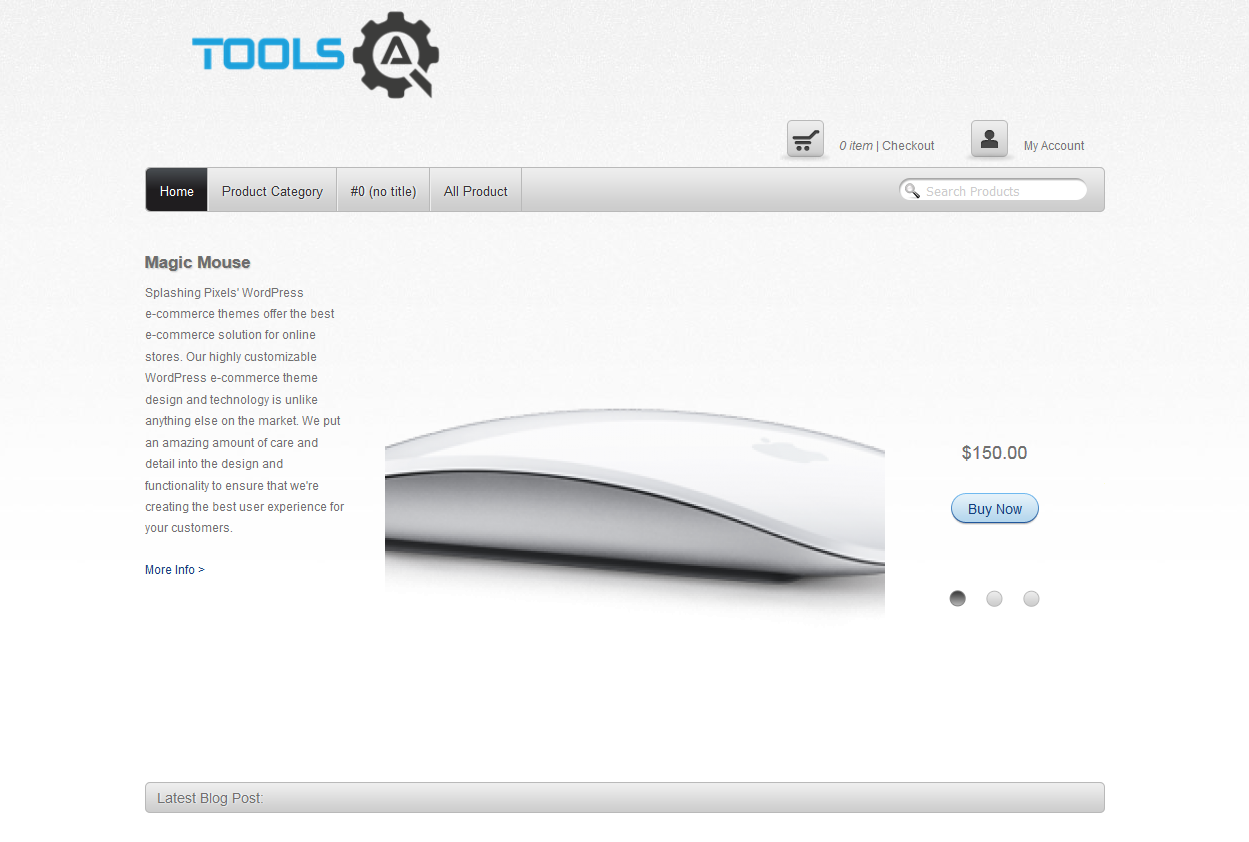 TOOLS QA
0 item | Checkout
My Account
Home
Product Category
#0 (no title)
All Product
Search Products
Magic Mouse
Splashing Pixels' WordPress
e-commerce themes offer the best
e-commerce solution for online
stores. Our highly customizable
WordPress e-commerce theme
design and technology is unlike
anything else on the market. We put
an amazing amount of care and
detail into the design and
functionality to ensure that we're
creating the best user experience for
your customers.
More Info >
$150.00
Buy Now
Latest Blog Post: